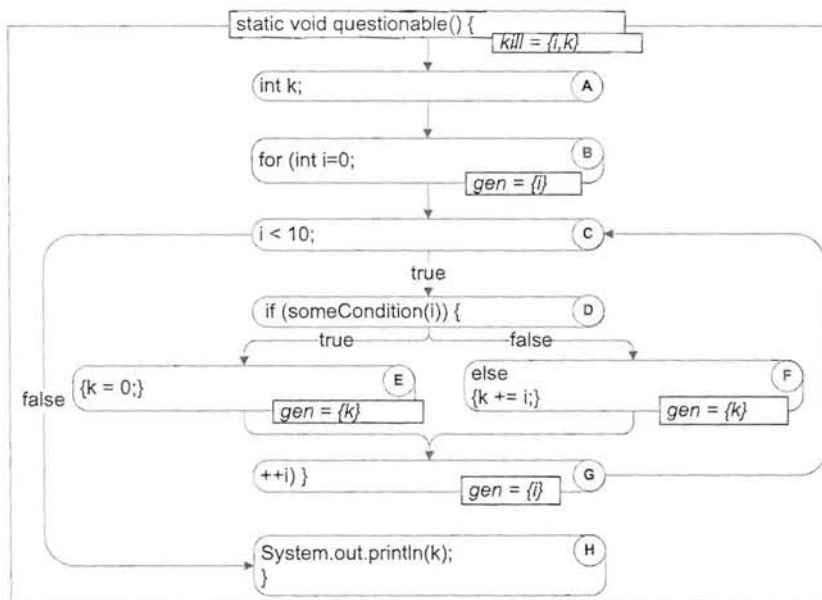 static void questionable() {
kill = {i,k}
int k;
A
for (int i=0;
B
gen = {i}
i < 10;
C
true
if (someCondition(i)) {
D
true
false
{k = 0;}
E
gen = {k}
else
{k += i;}
F
gen = {k}
false
++i) }
G
gen = {i}
System.out.println(k);
}
H